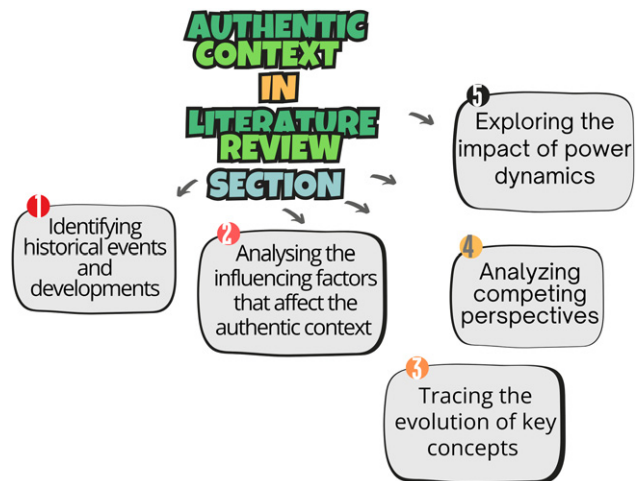 AUTHENTIC
CONTEXT
IN
LITERATURE
REVIEW
SECTION
1
Identifying
historical events
and
developments
2
Analysing the
influencing factors
that affect the
authentic context
3
Tracing the
evolution of key
concepts
4
Analyzing
competing
perspectives
5
Exploring the
impact of power
dynamics